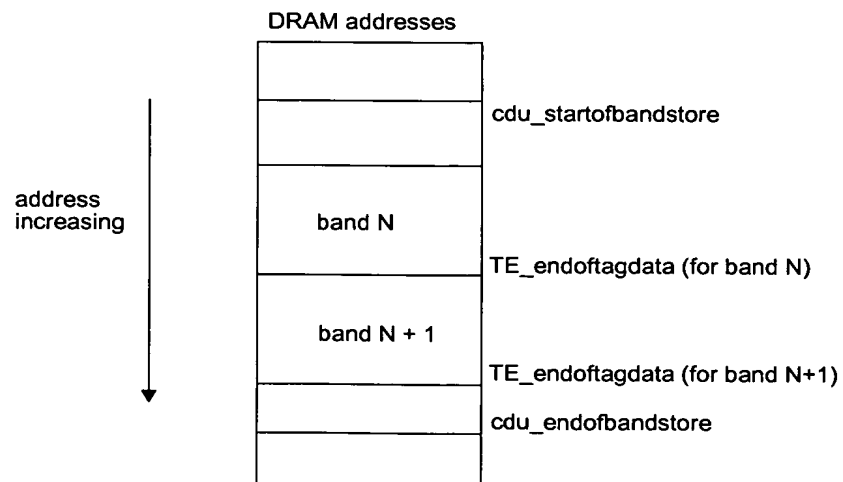 DRAM addresses
cdu_startofbandstore
address
increasing
band N
TE_endoftagdata (for band N)
band N + 1
TE_endoftagdata (for band N+1)
cdu_endofbandstore